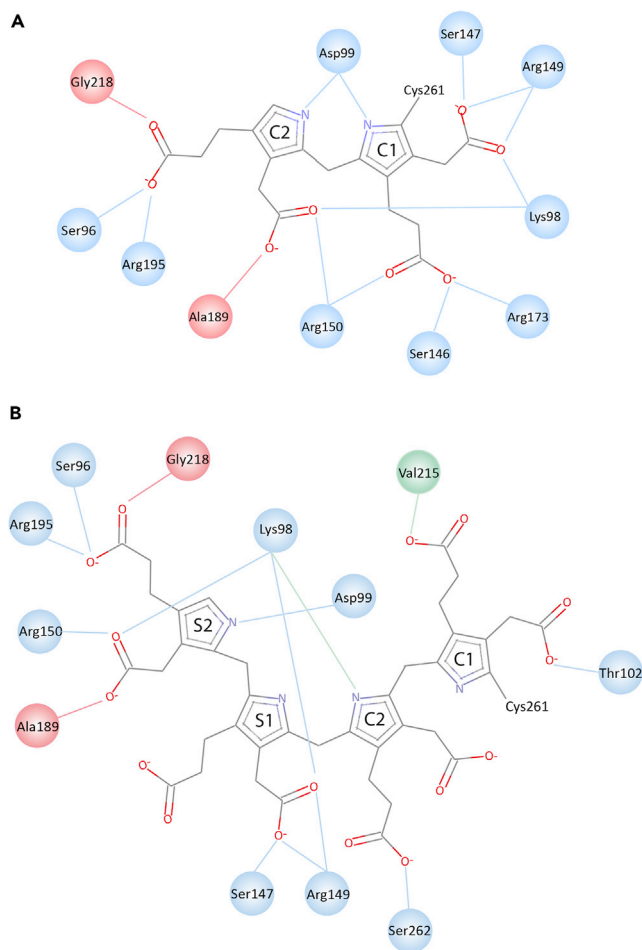 A
Ser147
Asp99
Arg149
Gly218
Cys261
O
N
N
O-
C2
C1
O
O-
Ser96
O
Lys98
Arg195
O-
O
O-
Ala189
Arg150
Arg173
Ser146
B
Ser96
Gly218
Val215
O
Arg195
Lys98
O-
O
O-
Asp99
O
Arg150
O
S2
N
C1
O-
Thr102
O-
N
N
N
Cys261
Ala189
S1
C2
O-
O
O-
O
O
O
O-
O-
Ser147
Arg149
Ser262